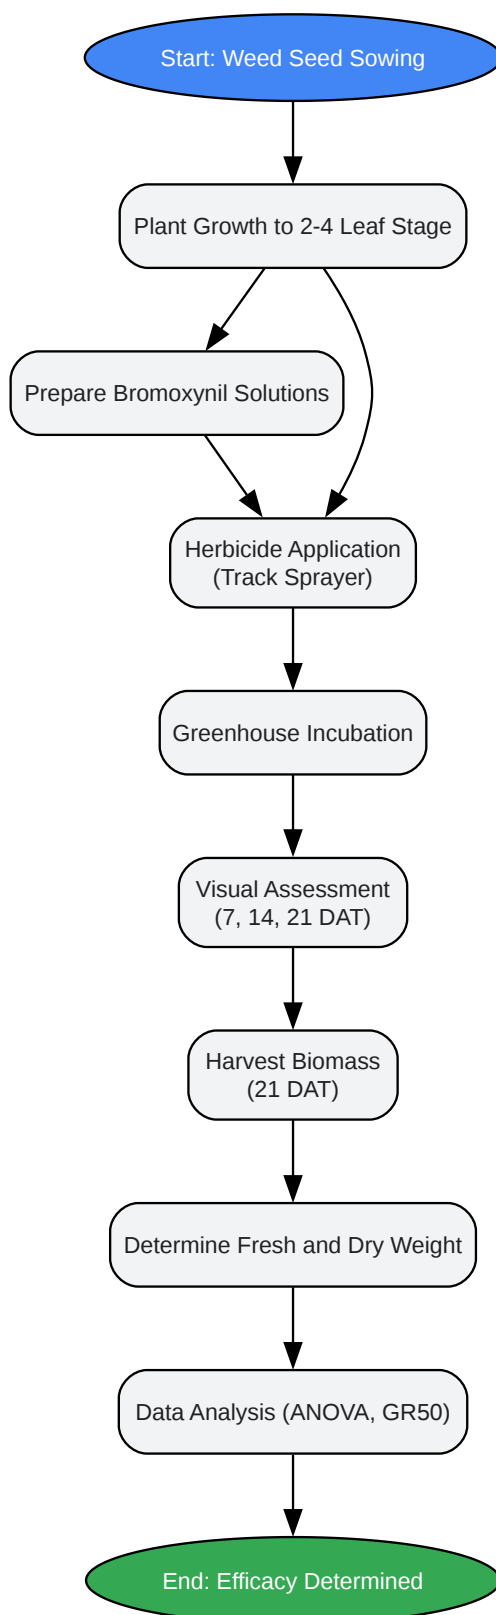 Start: Weed Seed Sowing
Plant Growth to 2-4 Leaf Stage
Prepare Bromoxynil Solutions
Herbicide Application
(Track Sprayer)
Greenhouse Incubation
Visual Assessment
(7, 14, 21 DAT)
Harvest Biomass
(21 DAT)
Determine Fresh and Dry Weight
Data Analysis (ANOVA, GR50)
End: Efficacy Determined